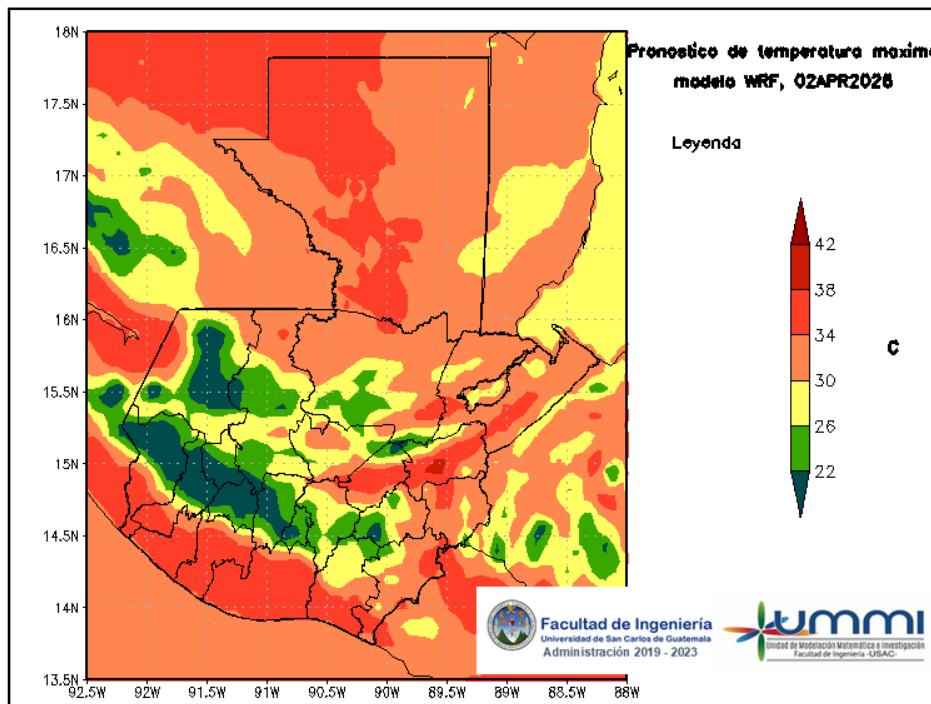 Pronostico de temperatura maxima
modelo WRF, 02APR2026
Leyenda
42
38
34
30
26
22
C
18N
17.5N
17N
16.5N
16N
15.5N
15N
14.5N
14N
13.5N
92.5W 92W 91.5W 91W 90.5W 90W 89.5W 89W 88.5W 88W
Facultad de Ingeniería
Universidad de San Carlos de Guatemala
Administración 2019 - 2023
UMMI
Unidad de Modelación Matemática e Investigación
Facultad de Ingeniería -USAC-